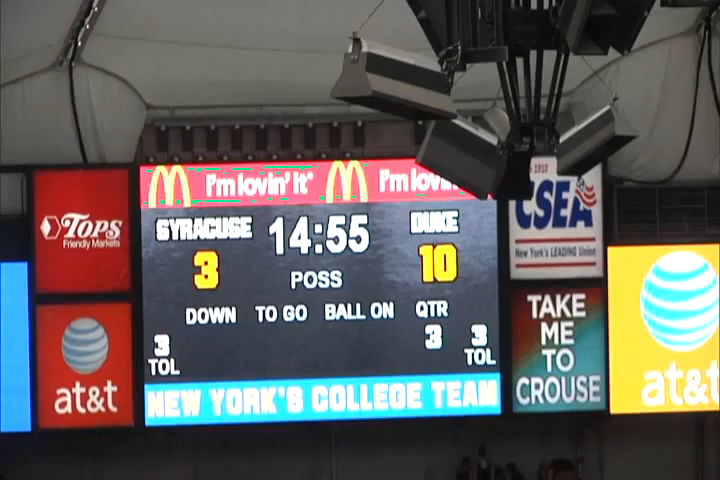 i'm lovin' it i'm lovin
TOPS
Friendly Markets
at&t
SYRACUSE 14:55 DUKE
3 10
POSS
DOWN TO GO BALL ON QTR
3
3 TOL
3 TOL
NEW YORK'S COLLEGE TEAM
1910
CSEA
New York's LEADING Union
TAKE
ME
TO
CROUSE
at&t